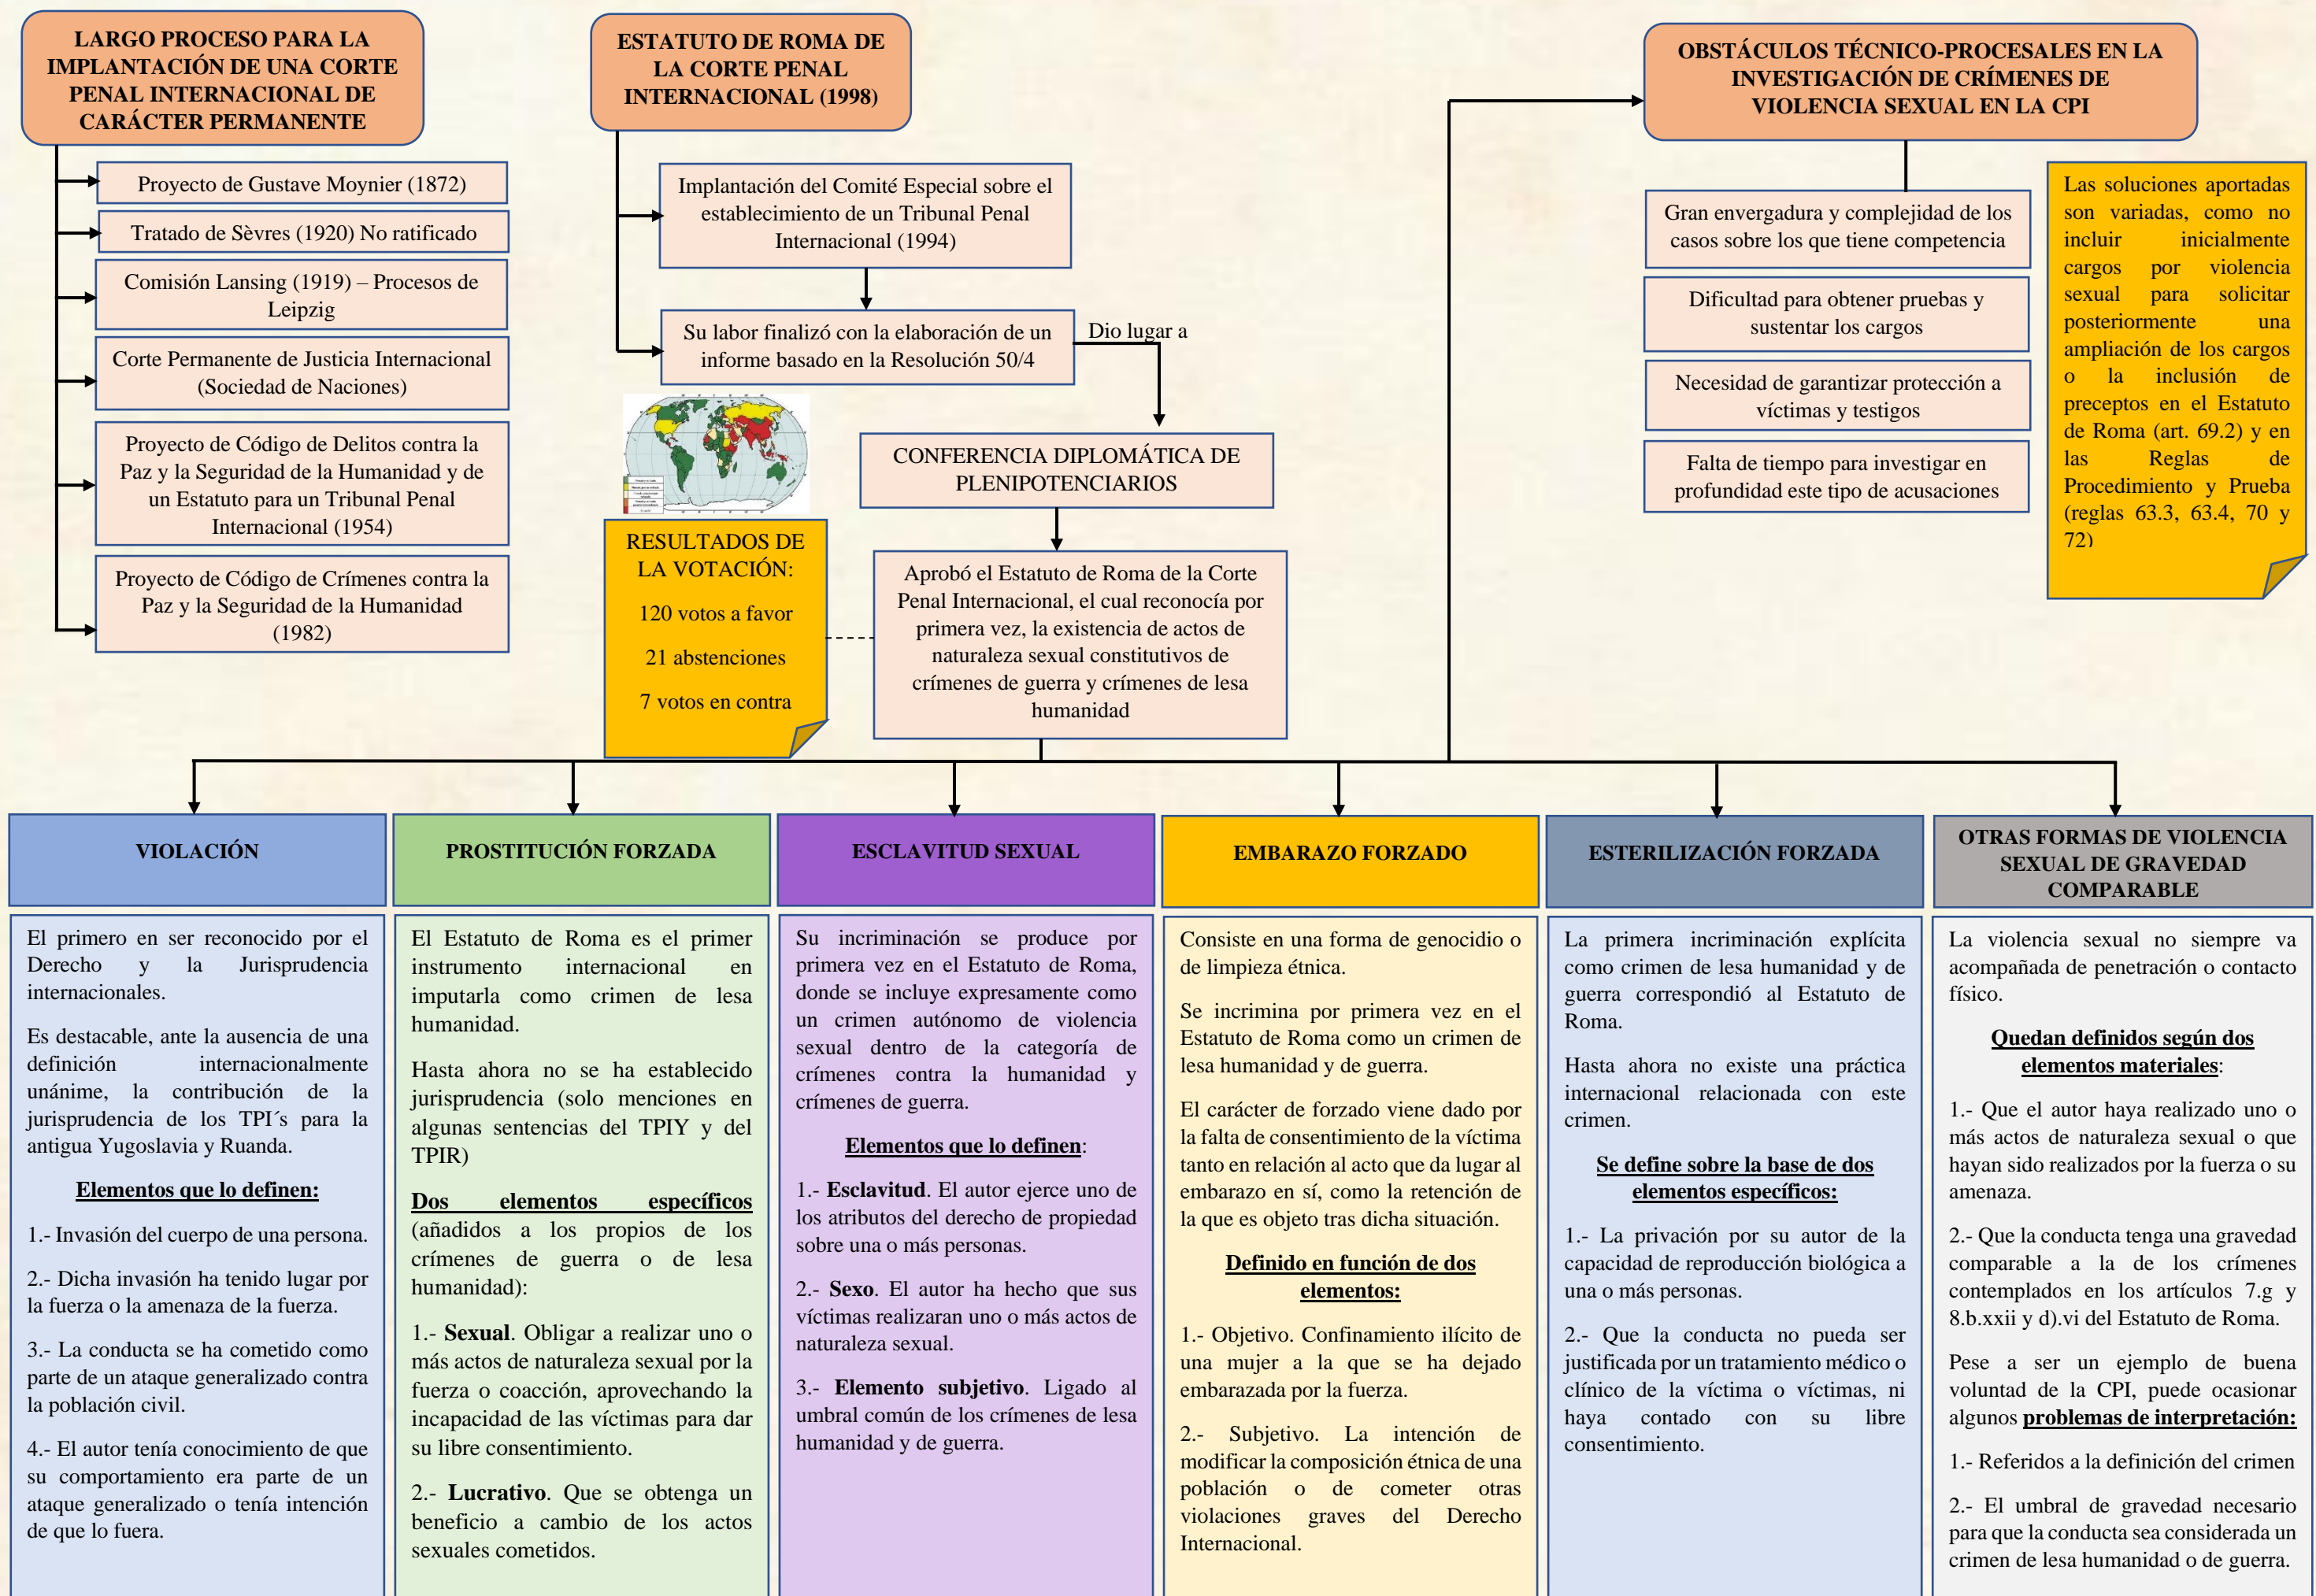 LARGO PROCESO PARA LA
IMPLANTACIÓN DE UNA CORTE
PENAL INTERNACIONAL DE
CARÁCTER PERMANENTE
Proyecto de Gustave Moynier (1872)
Tratado de Sèvres (1920) No ratificado
Comisión Lansing (1919) – Procesos de
Leipzig
Corte Permanente de Justicia Internacional
(Sociedad de Naciones)
Proyecto de Código de Delitos contra la
Paz y la Seguridad de la Humanidad y de
un Estatuto para un Tribunal Penal
Internacional (1954)
Proyecto de Código de Crímenes contra la
Paz y la Seguridad de la Humanidad
(1982)
ESTATUTO DE ROMA DE
LA CORTE PENAL
INTERNACIONAL (1998)
Implantación del Comité Especial sobre el
establecimiento de un Tribunal Penal
Internacional (1994)
Su labor finalizó con la elaboración de un
informe basado en la Resolución 50/4
Dio lugar a
CONFERENCIA DIPLOMÁTICA DE
PLENIPOTENCIARIOS
RESULTADOS DE
LA VOTACIÓN:
120 votos a favor
21 abstenciones
7 votos en contra
Aprobó el Estatuto de Roma de la Corte
Penal Internacional, el cual reconocía por
primera vez, la existencia de actos de
naturaleza sexual constitutivos de
crímenes de guerra y crímenes de lesa
humanidad
OBSTÁCULOS TÉCNICO-PROCESALES EN LA
INVESTIGACIÓN DE CRÍMENES DE
VIOLENCIA SEXUAL EN LA CPI
Gran envergadura y complejidad de los
casos sobre los que tiene competencia
Dificultad para obtener pruebas y
sustentar los cargos
Necesidad de garantizar protección a
víctimas y testigos
Falta de tiempo para investigar en
profundidad este tipo de acusaciones
Las soluciones aportadas
son variadas, como no
incluir inicialmente
cargos por violencia
sexual para solicitar
posteriormente una
ampliación de los cargos
o la inclusión de
preceptos en el Estatuto
de Roma (art. 69.2) y en
las Reglas de
Procedimiento y Prueba
(reglas 63.3, 63.4, 70 y
72)
VIOLACIÓN
El primero en ser reconocido por el
Derecho y la Jurisprudencia
internacionales.
Es destacable, ante la ausencia de una
definición internacionalmente
unánime, la contribución de la
jurisprudencia de los TPI´s para la
antigua Yugoslavia y Ruanda.
Elementos que lo definen:
1.- Invasión del cuerpo de una persona.
2.- Dicha invasión ha tenido lugar por
la fuerza o la amenaza de la fuerza.
3.- La conducta se ha cometido como
parte de un ataque generalizado contra
la población civil.
4.- El autor tenía conocimiento de que
su comportamiento era parte de un
ataque generalizado o tenía intención
de que lo fuera.
PROSTITUCIÓN FORZADA
El Estatuto de Roma es el primer
instrumento internacional en
imputarla como crimen de lesa
humanidad.
Hasta ahora no se ha establecido
jurisprudencia (solo menciones en
algunas sentencias del TPIY y del
TPIR)
Dos elementos específicos
(añadidos a los propios de los
crímenes de guerra o de lesa
humanidad):
1.- Sexual. Obligar a realizar uno o
más actos de naturaleza sexual por la
fuerza o coacción, aprovechando la
incapacidad de las víctimas para dar
su libre consentimiento.
2.- Lucrativo. Que se obtenga un
beneficio a cambio de los actos
sexuales cometidos.
ESCLAVITUD SEXUAL
Su incriminación se produce por
primera vez en el Estatuto de Roma,
donde se incluye expresamente como
un crimen autónomo de violencia
sexual dentro de la categoría de
crímenes contra la humanidad y
crímenes de guerra.
Elementos que lo definen:
1.- Esclavitud. El autor ejerce uno de
los atributos del derecho de propiedad
sobre una o más personas.
2.- Sexo. El autor ha hecho que sus
víctimas realizaran uno o más actos de
naturaleza sexual.
3.- Elemento subjetivo. Ligado al
umbral común de los crímenes de lesa
humanidad y de guerra.
EMBARAZO FORZADO
Consiste en una forma de genocidio o
de limpieza étnica.
Se incrimina por primera vez en el
Estatuto de Roma como un crimen de
lesa humanidad y de guerra.
El carácter de forzado viene dado por
la falta de consentimiento de la víctima
tanto en relación al acto que da lugar al
embarazo en sí, como la retención de
la que es objeto tras dicha situación.
Definido en función de dos
elementos:
1.- Objetivo. Confinamiento ilícito de
una mujer a la que se ha dejado
embarazada por la fuerza.
2.- Subjetivo. La intención de
modificar la composición étnica de una
población o de cometer otras
violaciones graves del Derecho
Internacional.
ESTERILIZACIÓN FORZADA
La primera incriminación explícita
como crimen de lesa humanidad y de
guerra correspondió al Estatuto de
Roma.
Hasta ahora no existe una práctica
internacional relacionada con este
crimen.
Se define sobre la base de dos
elementos específicos:
1.- La privación por su autor de la
capacidad de reproducción biológica a
una o más personas.
2.- Que la conducta no pueda ser
justificada por un tratamiento médico o
clínico de la víctima o víctimas, ni
haya contado con su libre
consentimiento.
OTRAS FORMAS DE VIOLENCIA
SEXUAL DE GRAVEDAD
COMPARABLE
La violencia sexual no siempre va
acompañada de penetración o contacto
físico.
Quedan definidos según dos
elementos materiales:
1.- Que el autor haya realizado uno o
más actos de naturaleza sexual o que
hayan sido realizados por la fuerza o su
amenaza.
2.- Que la conducta tenga una gravedad
comparable a la de los crímenes
contemplados en los artículos 7.g y
8.b.xxii y d).vi del Estatuto de Roma.
Pese a ser un ejemplo de buena
voluntad de la CPI, puede ocasionar
algunos problemas de interpretación:
1.- Referidos a la definición del crimen
2.- El umbral de gravedad necesario
para que la conducta sea considerada un
crimen de lesa humanidad o de guerra.